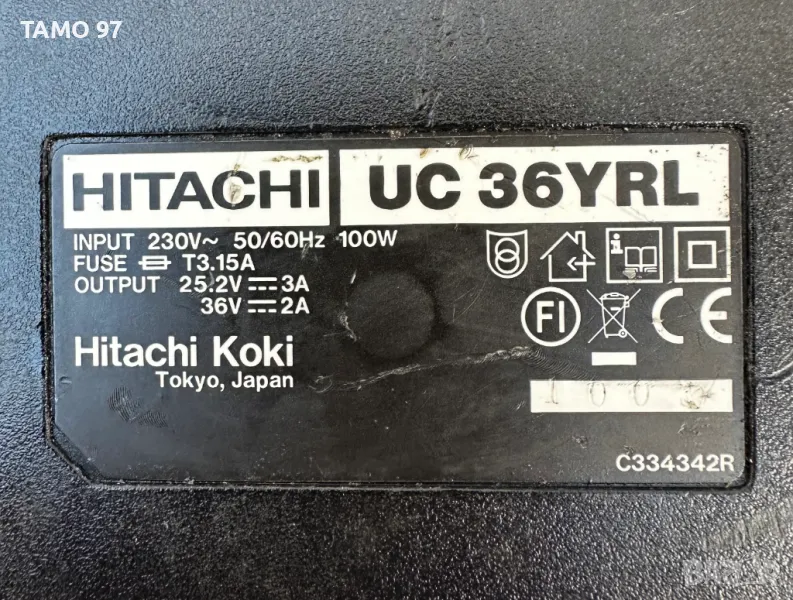 TAMO 97
HITACHI UC 36YRL
INPUT 230V~ 50/60Hz 100W
FUSE T3.15A
OUTPUT 25.2V⎓3A
36V⎓2A
Hitachi Koki
Tokyo, Japan
i
FI
CE
C334342R